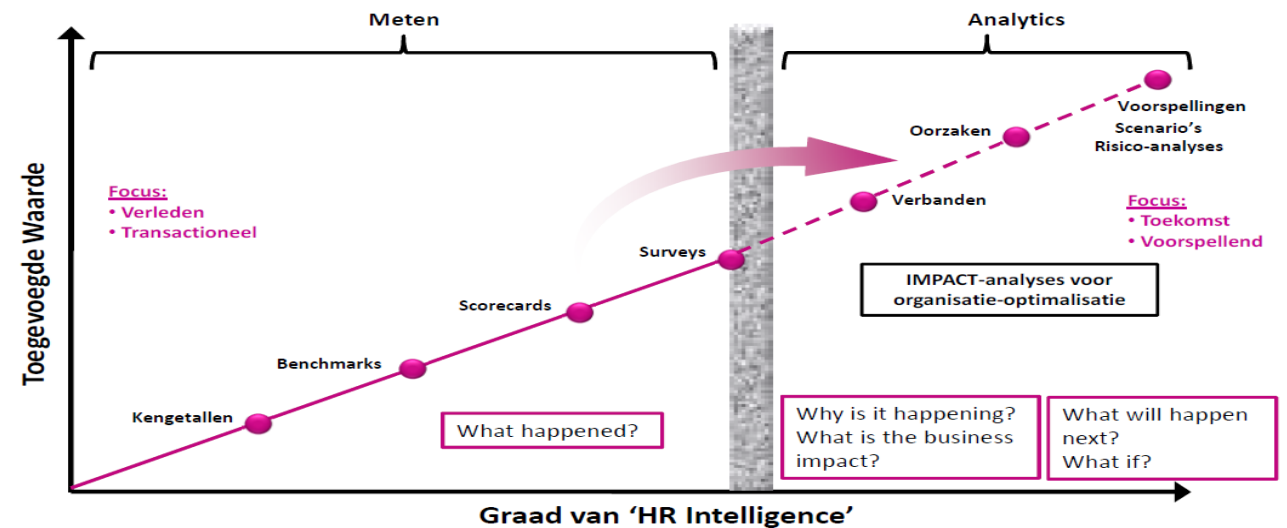 Meten
Analytics
Toegevoegde Waarde
Focus:
• Verleden
• Transactioneel
Kengetallen
Benchmarks
Scorecards
Surveys
Verbanden
Oorzaken
Voorspellingen
Scenario's
Risico-analyses
Focus:
• Toekomst
• Voorspellend
IMPACT-analyses voor
organisatie-optimalisatie
What happened?
Why is it happening?
What is the business
impact?
What will happen
next?
What if?
Graad van ‘HR Intelligence’